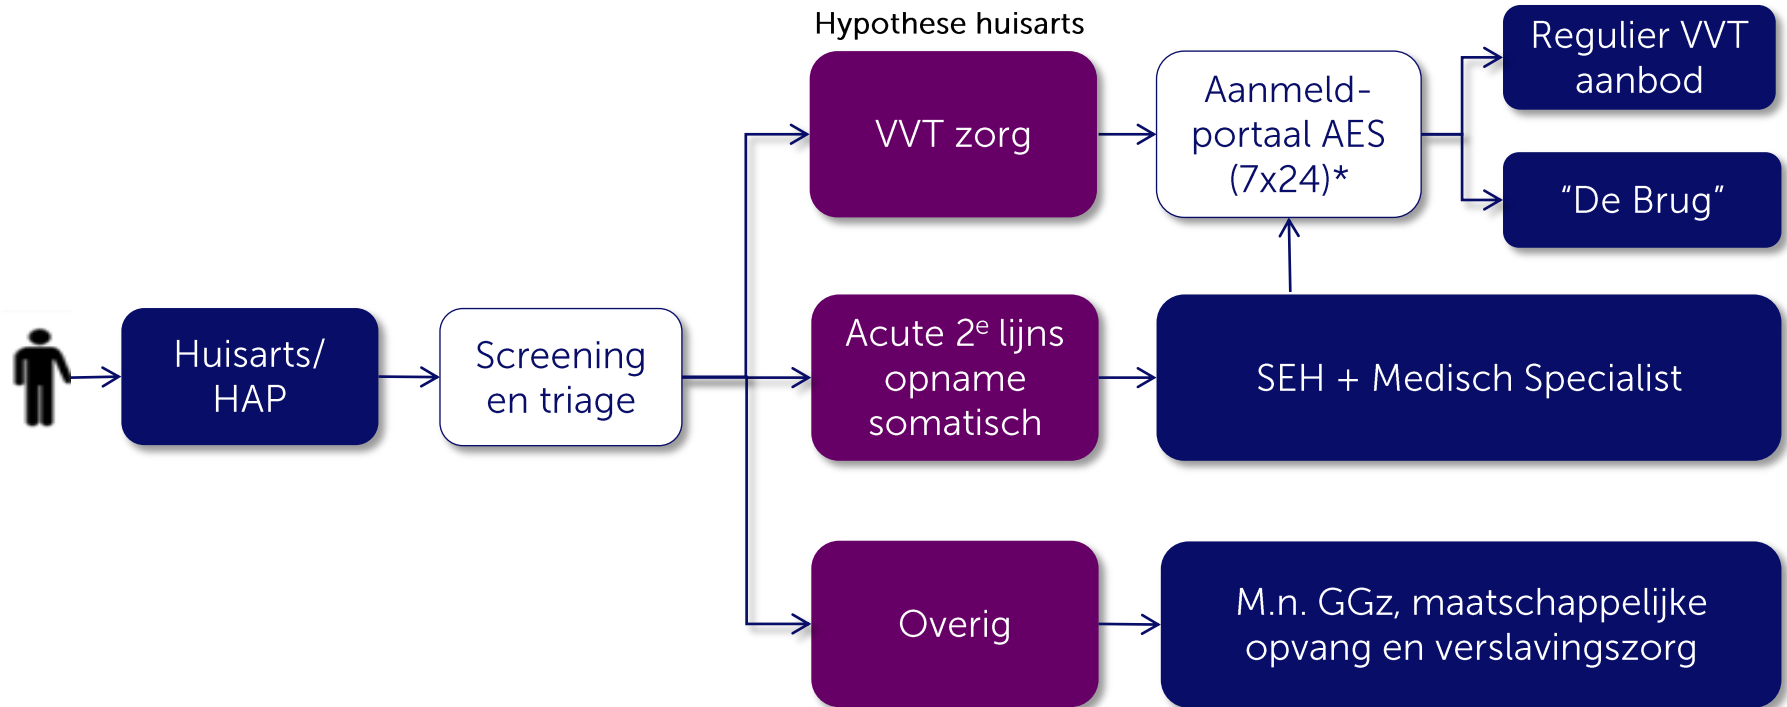 Hypothese huisarts
Huisarts/
HAP
Screening
en triage
VVT zorg
Aanmeld-
portaal AES
(7x24)*
Regulier VVT
aanbod
“De Brug”
Acute 2ᵉ lijns
opname
somatisch
SEH + Medisch Specialist
Overig
M.n. GGz, maatschappelijke
opvang en verslavingszorg